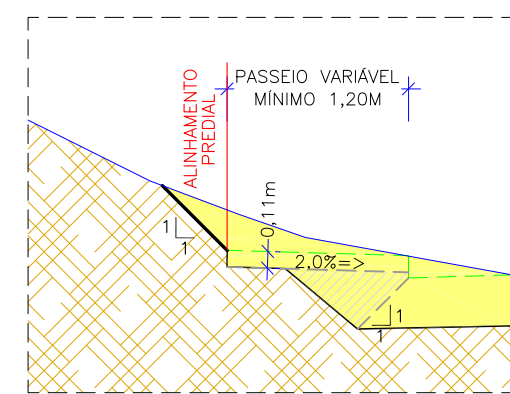 PASSEIO VARIÁVEL
MÍNIMO 1,20M
ALINHAMENTO
PREDIAL
0,11m
2,0%=>
1
1
1
1